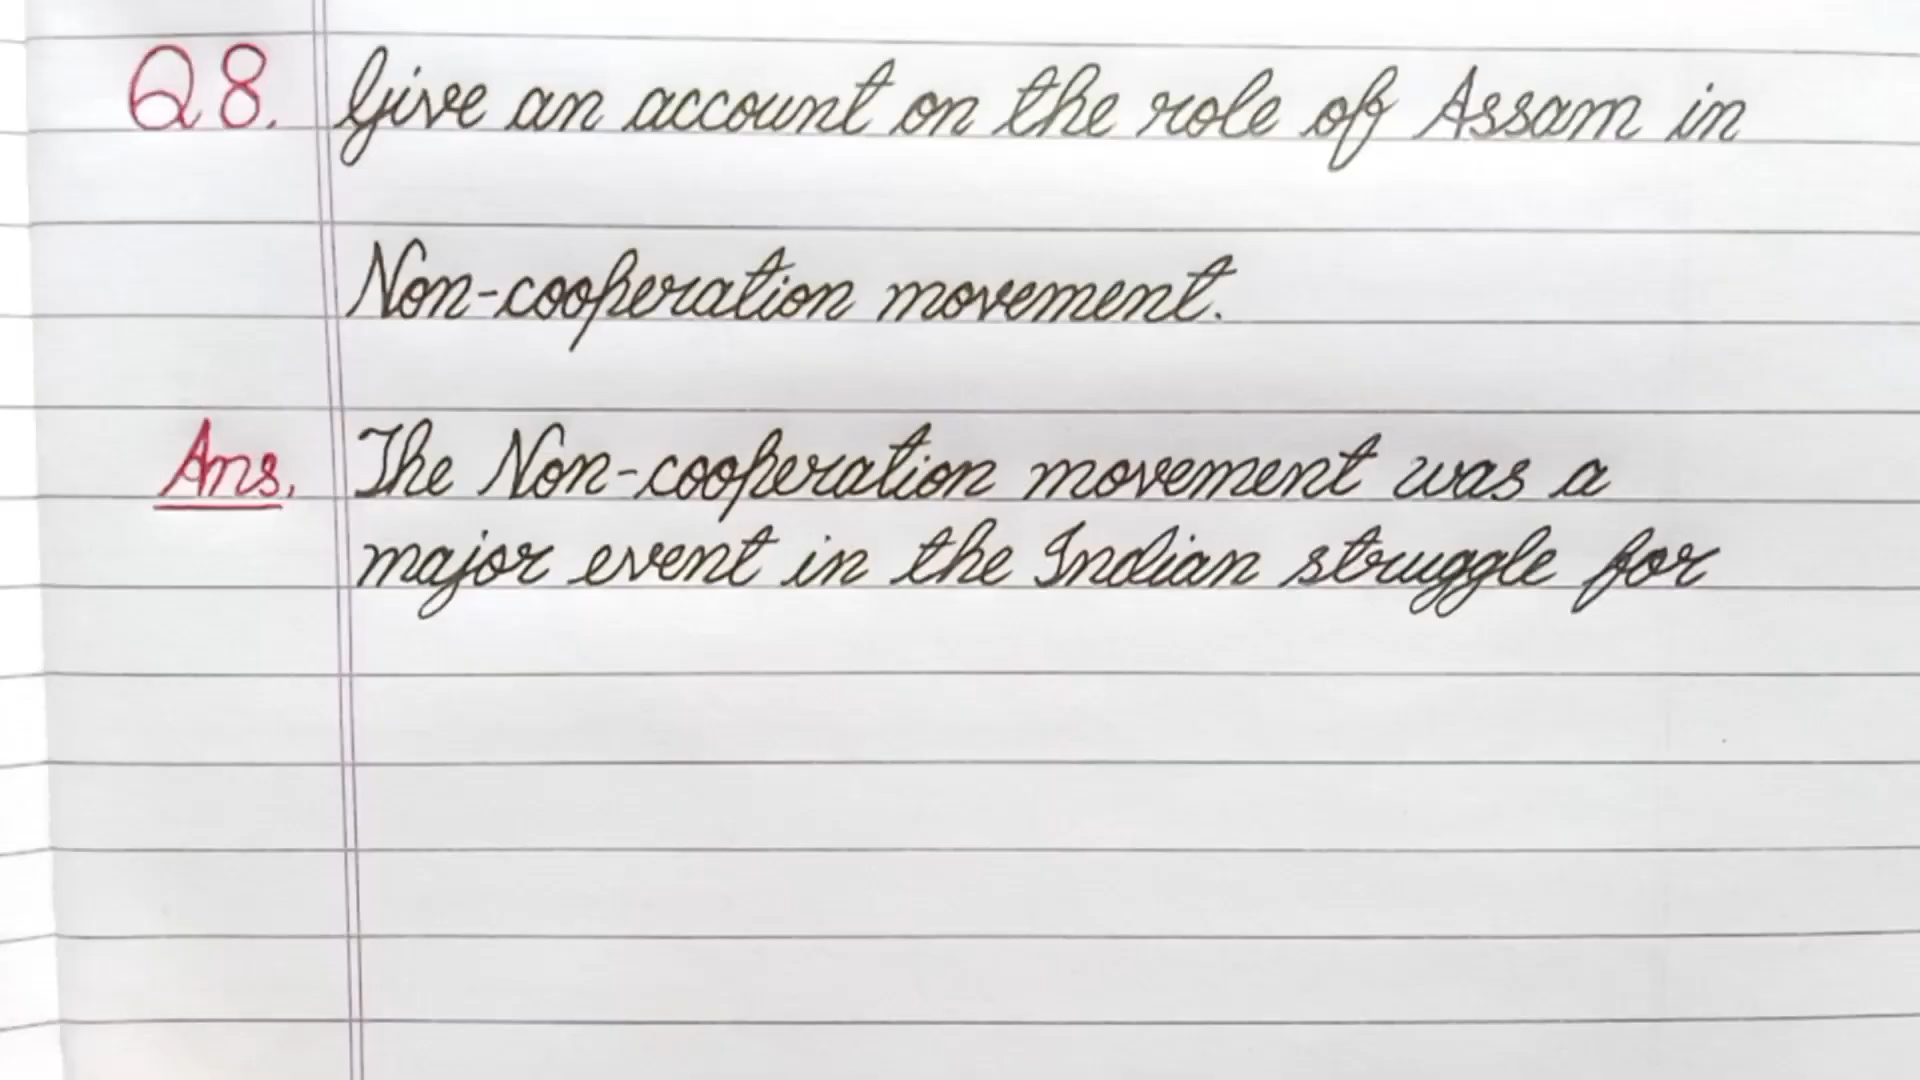 Q8. Give an account on the role of Assam in
Non-cooperation movement.
Ans. The Non-cooperation movement was a
major event in the Indian struggle for